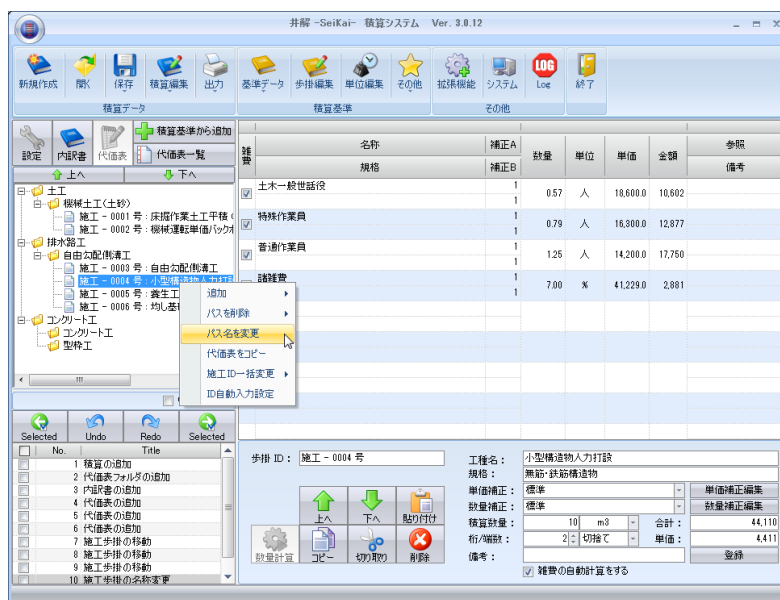 井解 -SeiKai- 積算システム Ver. 3.0.12
新規作成 開く 保存 積算編集 出力 基準データ 歩掛編集 単位編集 その他 拡張機能 システム Log 終了
LOG
積算データ 積算基準 その他
設定 内訳書 代価表 積算基準から追加
代価表一覧
上へ 下へ
土工
機械土工(土砂)
施工 - 0001 号 : 床掘作業土工平積(
施工 - 0002 号 : 機械運転単価バックホ
排水路工
自由勾配側溝工
施工 - 0003 号 : 自由勾配側溝工
施工 - 0004 号 : 小型構造物人力打設
施工 - 0005 号 : 養生工
施工 - 0006 号 : 均し基
コンクリート工
コンクリート工
型枠工
追加
パスを削除
パス名を変更
代価表をコピー
施工ID一括変更
ID自動入力設定
Selected Undo Redo Selected
No. Title
1 積算の追加
2 代価表フォルダの追加
3 内訳書の追加
4 代価表の追加
5 代価表の追加
6 代価表の追加
7 施工歩掛の移動
8 施工歩掛の移動
9 施工歩掛の移動
10 施工歩掛の名称変更
雑費 名称 補正A 数量 単位 単価 金額 参照
規格 補正B 備考
土木一般世話役 1 0.57 人 18,600.0 10,602
1
特殊作業員 1 0.79 人 16,300.0 12,877
1
普通作業員 1 1.25 人 14,200.0 17,750
1
諸雑費 1 7.00 % 41,229.0 2,881
1
歩掛 ID : 施工 - 0004 号
上へ 下へ 貼り付け
数量計算 コピー 切り取り 削除
工種名 : 小型構造物人力打設
規格 : 無筋・鉄筋構造物
単価補正 : 標準 単価補正編集
数量補正 : 標準 数量補正編集
積算数量 : 10 m3 合計 : 44,110
桁/端数 : 2 切捨て 単価 : 4,411
備考 : 登録
雑費の自動計算をする